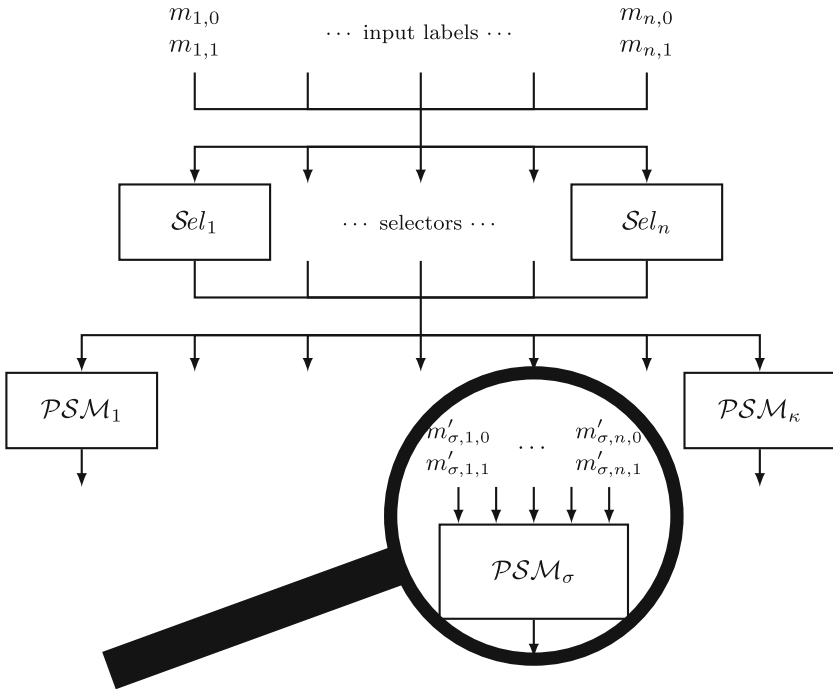 m_{1,0} m_{n,0}
⋯ input labels ⋯
m_{1,1} m_{n,1}
𝒮el_1 ⋯ selectors ⋯ 𝒮el_n
𝒫𝒮ℳ_1 𝒫𝒮ℳ_κ
m'_{σ,1,0} ⋯ m'_{σ,n,0}
m'_{σ,1,1} m'_{σ,n,1}
𝒫𝒮ℳ_σ